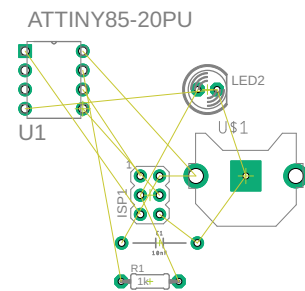 ATTINY85-20PU
LED2
U1
U$1
1
ISP1
C1
10nF
R1
1k